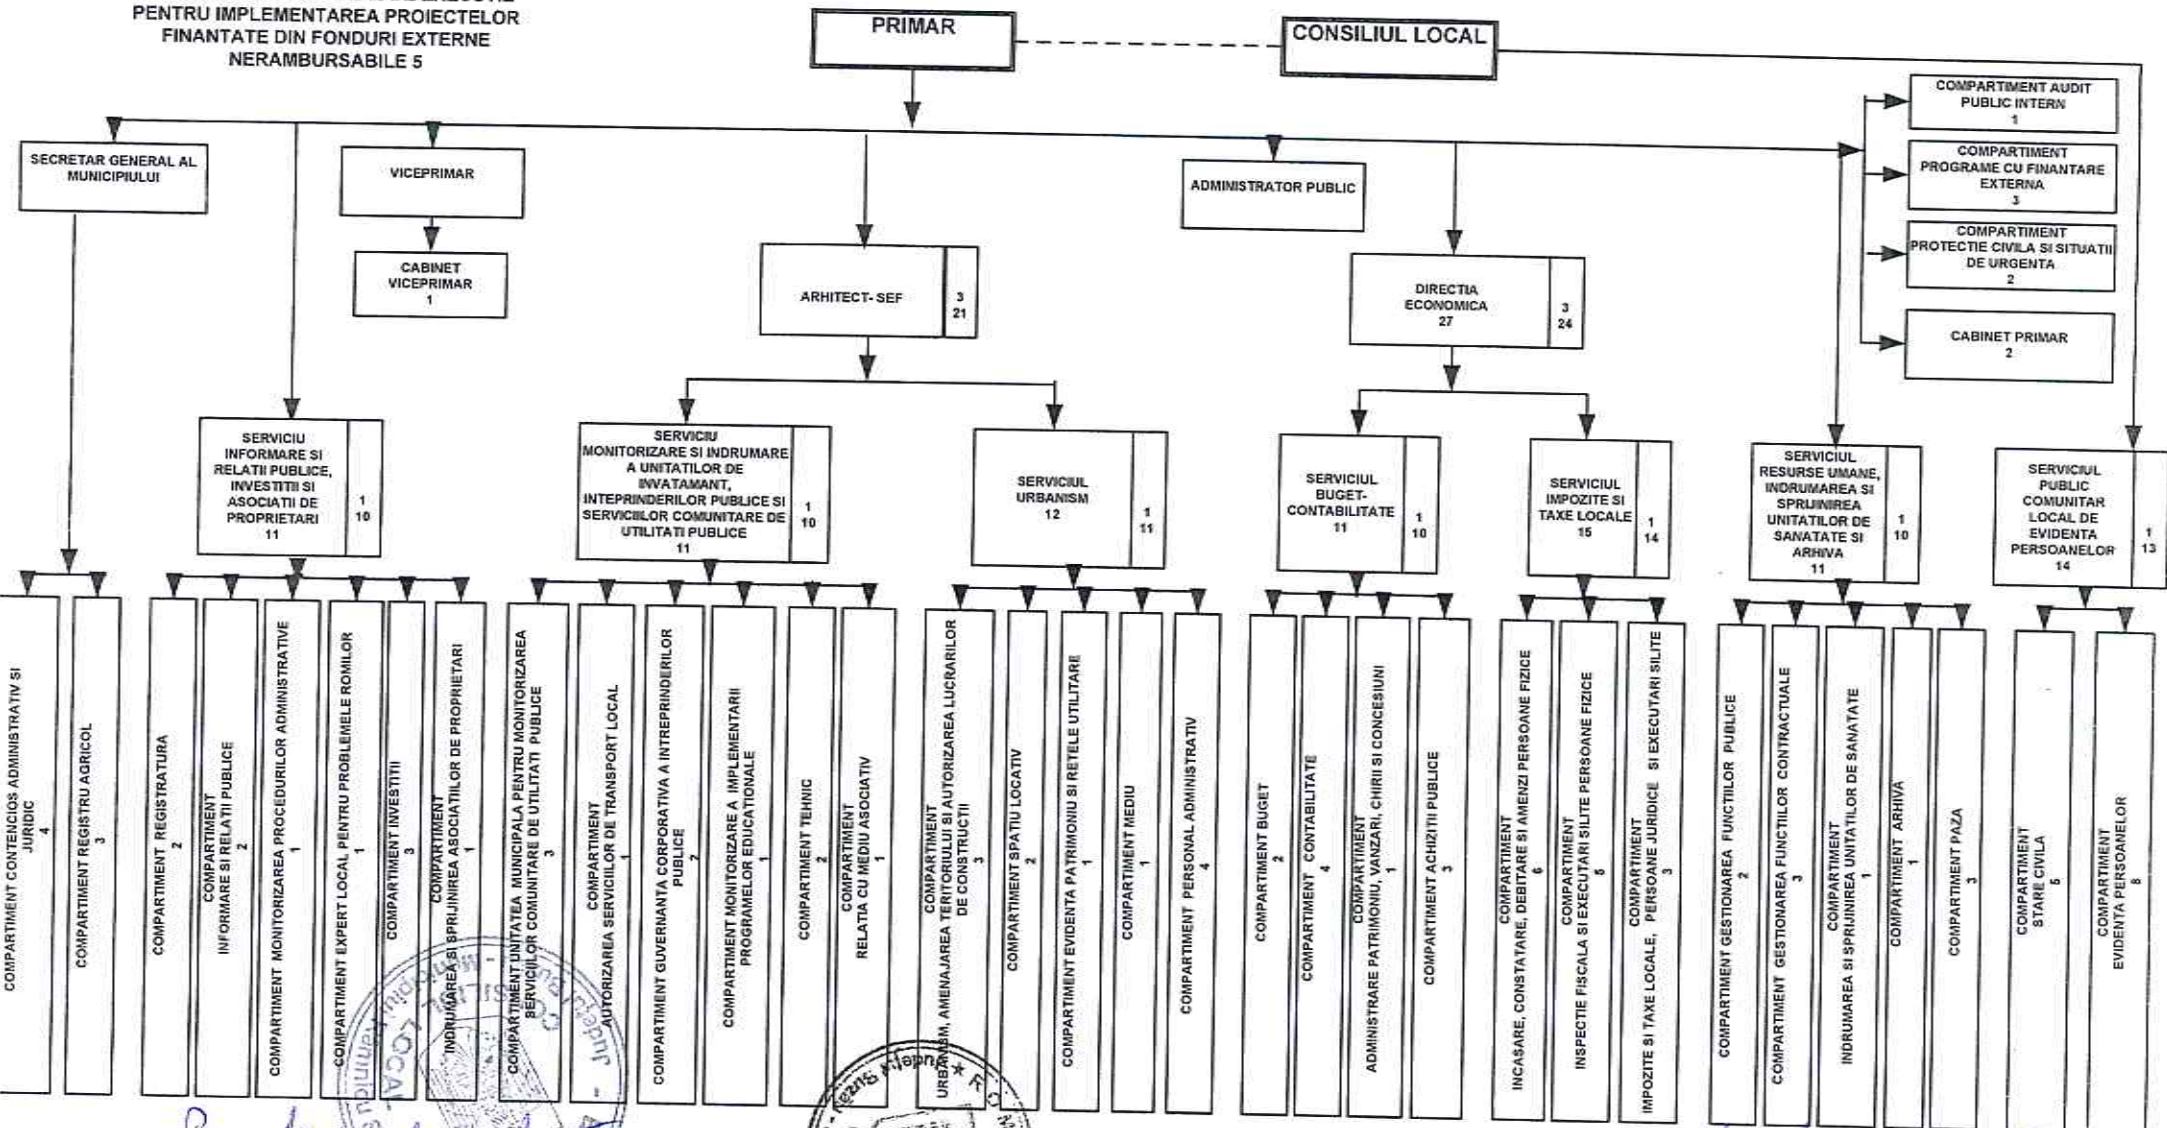 PENTRU IMPLEMENTAREA PROIECTELOR
FINANTATE DIN FONDURI EXTERNE
NERAMBURSABILE 5
PRIMAR
CONSILIUL LOCAL
COMPARTIMENT AUDIT
PUBLIC INTERN
1
COMPARTIMENT
PROGRAME CU FINANTARE
EXTERNA
3
COMPARTIMENT
PROTECTIE CIVILA SI SITUATII
DE URGENTA
2
CABINET PRIMAR
2
SECRETAR GENERAL AL
MUNICIPIULUI
VICEPRIMAR
ADMINISTRATOR PUBLIC
CABINET
VICEPRIMAR
1
ARHITECT- SEF
3
21
DIRECTIA
ECONOMICA
27
3
24
SERVICIU
INFORMARE SI
RELATII PUBLICE,
INVESTITII SI
ASOCIATII DE
PROPRIETARI
11
1
10
SERVICIU
MONITORIZARE SI INDRUMARE
A UNITATILOR DE
INVATAMANT,
INTEPRINDERILOR PUBLICE SI
SERVICIILOR COMUNITARE DE
UTILITATI PUBLICE
11
1
10
SERVICIUL
URBANISM
12
1
11
SERVICIUL
BUGET-
CONTABILITATE
11
1
10
SERVICIUL
IMPOZITE SI
TAXE LOCALE
15
1
14
SERVICIUL
RESURSE UMANE,
INDRUMAREA SI
SPRIJINIREA
UNITATILOR DE
SANATATE SI
ARHIVA
11
1
10
SERVICIUL
PUBLIC
COMUNITAR
LOCAL DE
EVIDENTA
PERSOANELOR
14
1
13
COMPARTIMENT CONTENCIOS ADMINISTRATIV SI
JURIDIC
4
COMPARTIMENT REGISTRU AGRICOL
3
COMPARTIMENT REGISTRATURA
2
COMPARTIMENT
INFORMARE SI RELATII PUBLICE
2
COMPARTIMENT MONITORIZAREA PROCEDURILOR ADMINISTRATIVE
1
COMPARTIMENT EXPERT LOCAL PENTRU PROBLEMELE ROMILOR
1
COMPARTIMENT INVESTITII
3
COMPARTIMENT
INDRUMAREA SI SPRIJINIREA ASOCIATIILOR DE PROPRIETARI
1
COMPARTIMENT UNITATEA MUNICIPALA PENTRU MONITORIZAREA
SERVICIILOR COMUNITARE DE UTILITATI PUBLICE
3
COMPARTIMENT
AUTORIZAREA SERVICIILOR DE TRANSPORT LOCAL
1
COMPARTIMENT GUVERNANTA CORPORATIVA A INTREPRINDERILOR
PUBLICE
2
COMPARTIMENT MONITORIZARE A IMPLEMENTARII
PROGRAMELOR EDUCATIONALE
1
COMPARTIMENT TEHNIC
2
COMPARTIMENT
RELATIA CU MEDIU ASOCIATIV
1
COMPARTIMENT
URBANISM, AMENAJAREA TERITORIULUI SI AUTORIZAREA LUCRARILOR
DE CONSTRUCTII
3
COMPARTIMENT SPATIU LOCATIV
2
COMPARTIMENT EVIDENTA PATRIMONIU SI RETELE UTILITARE
1
COMPARTIMENT MEDIU
1
COMPARTIMENT PERSONAL ADMINISTRATIV
4
COMPARTIMENT BUGET
2
COMPARTIMENT CONTABILITATE
4
COMPARTIMENT
ADMINISTRARE PATRIMONIU, VANZARI, CHIRII SI CONCESIUNI
1
COMPARTIMENT ACHIZITII PUBLICE
3
COMPARTIMENT
INCASARE, CONSTATARE, DEBITARE SI AMENZI PERSOANE FIZICE
6
COMPARTIMENT
INSPECTIE FISCALA SI EXECUTARI SILITE PERSOANE FIZICE
5
COMPARTIMENT
IMPOZITE SI TAXE LOCALE, PERSOANE JURIDICE SI EXECUTARI SILITE
3
COMPARTIMENT GESTIONAREA FUNCTIILOR PUBLICE
2
COMPARTIMENT GESTIONAREA FUNCTIILOR CONTRACTUALE
3
COMPARTIMENT
INDRUMAREA SI SPRIJINIREA UNITATILOR DE SANATATE
1
COMPARTIMENT ARHIVA
1
COMPARTIMENT PAZA
3
COMPARTIMENT
STARE CIVILA
5
COMPARTIMENT
EVIDENTA PERSOANELOR
8
CONSILIUL LOCAL